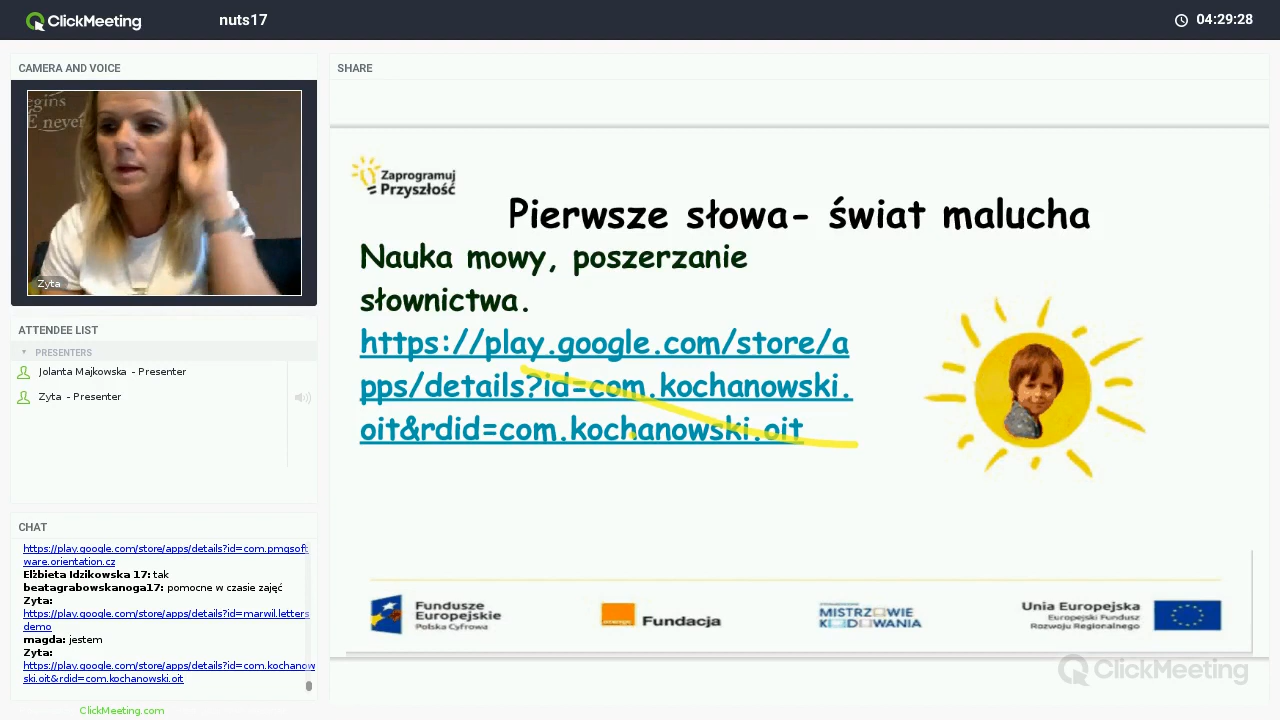 ClickMeeting
nuts17
04:29:28
CAMERA AND VOICE
egins
E never
Zyta
ATTENDEE LIST
PRESENTERS
Jolanta Majkowska - Presenter
Zyta - Presenter
CHAT
https://play.google.com/store/apps/details?id=com.pmqsoft
ware.orientation.cz
Elżbieta Idzikowska 17: tak
beatagrabowskanoga17: pomocne w czasie zajęć
Zyta:
https://play.google.com/store/apps/details?id=marwil.letters
demo
magda: jestem
Zyta:
https://play.google.com/store/apps/details?id=com.kochanow
ski.oit&rdid=com.kochanowski.oit
ClickMeeting.com
SHARE
Zaprogramuj
Przyszłość
Pierwsze słowa- świat malucha
Nauka mowy, poszerzanie
słownictwa.
https://play.google.com/store/a
pps/details?id=com.kochanowski.
oit&rdid=com.kochanowski.oit
Fundusze
Europejskie
Polska Cyfrowa
Fundacja
MISTRZOWIE
KODOWANIA
Unia Europejska
Europejski Fundusz
Rozwoju Regionalnego
ClickMeeting